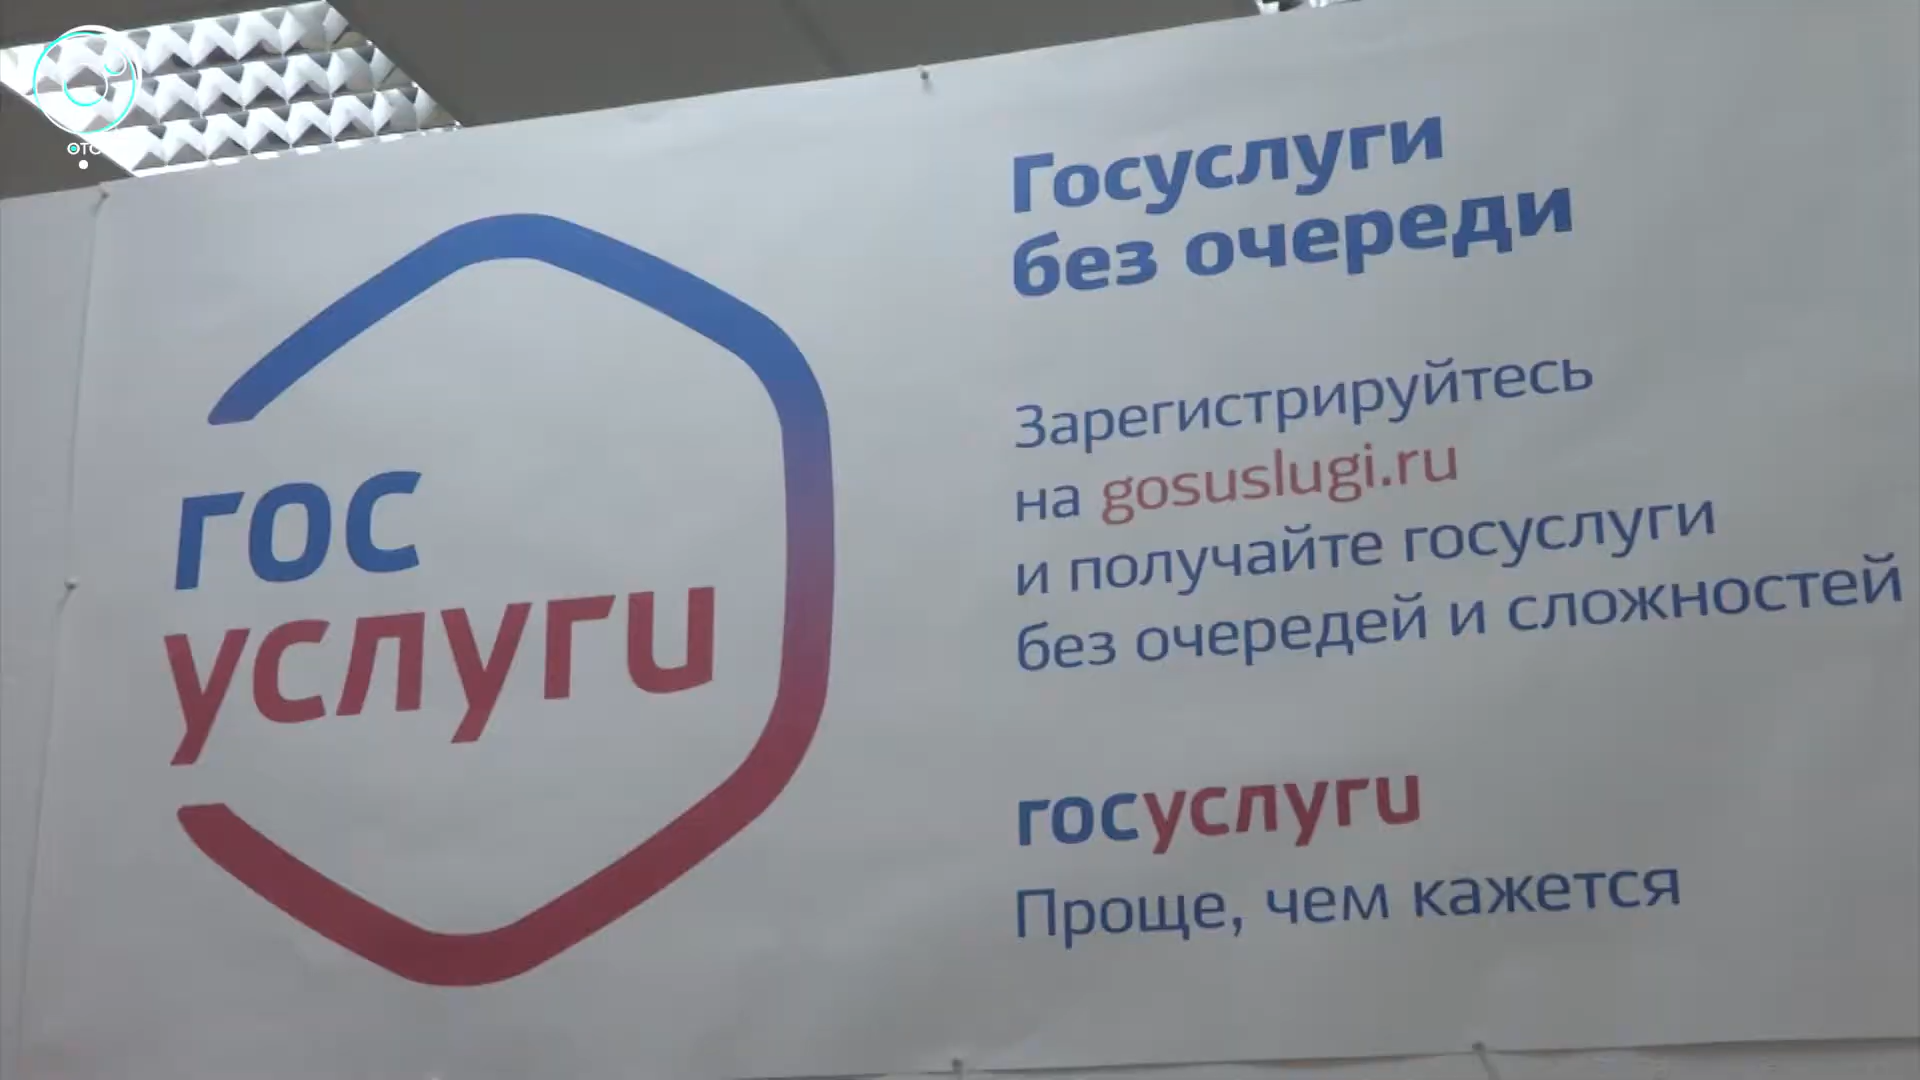 гос
услуги
Госуслуги
без очереди
Зарегистрируйтесь
на gosuslugi.ru
и получайте госуслуги
без очередей и сложностей
госуслуги
Проще, чем кажется